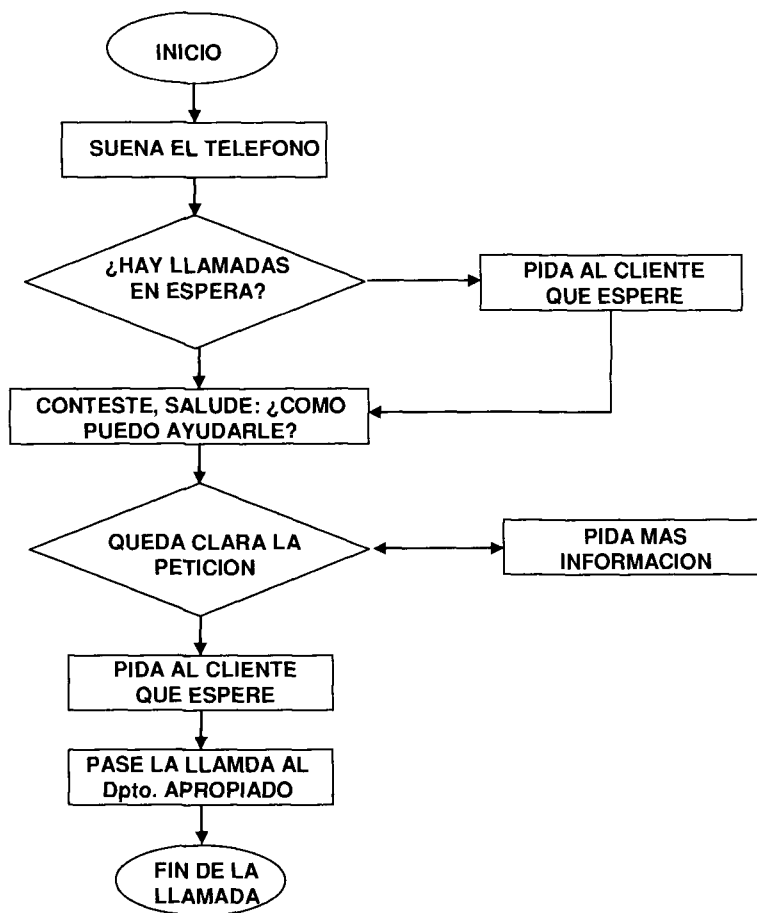 INICIO
SUENA EL TELEFONO
¿HAY LLAMADAS
EN ESPERA?
PIDA AL CLIENTE
QUE ESPERE
CONTESTE, SALUDE: ¿COMO
PUEDO AYUDARLE?
QUEDA CLARA LA
PETICION
PIDA MAS
INFORMACION
PIDA AL CLIENTE
QUE ESPERE
PASE LA LLAMDA AL
Dpto. APROPIADO
FIN DE LA
LLAMADA